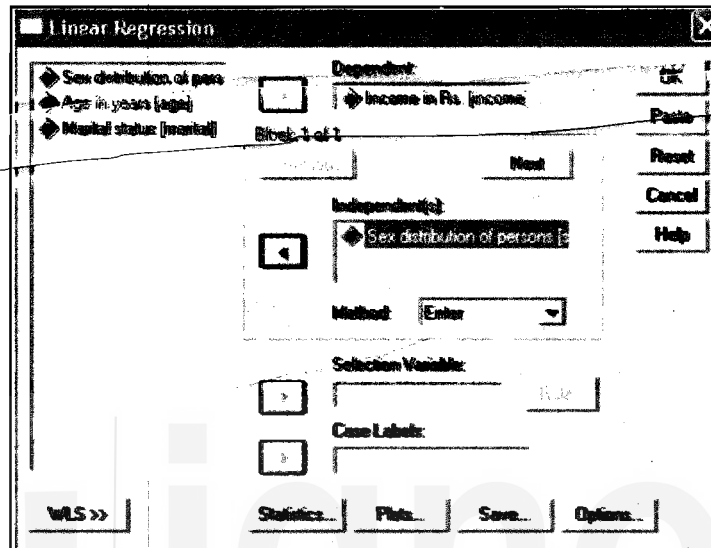 Linear Regression
Sex distribution of pers
Age in years [age]
Marital status [marital]
Dependent:
Income in Rs. [income
Block 1 of 1
Next
Independent(s):
Sex distribution of persons [s
Method: Enter
Selection Variable:
Rule...
Case Labels:
OK
Paste
Reset
Cancel
Help
WLS >>
Statistics...
Plots...
Save...
Options...